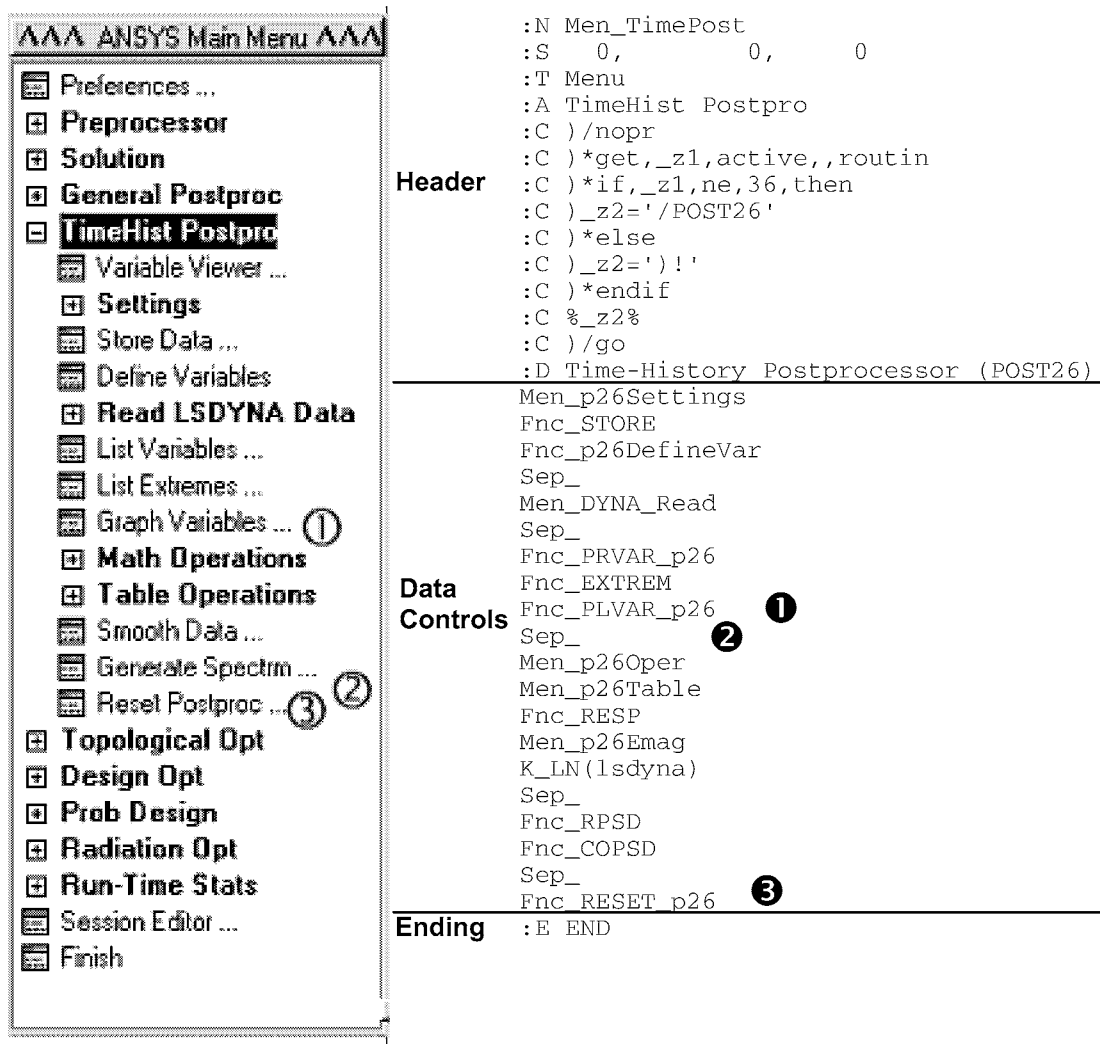 ΛΛΛ ANSYS Main Menu ΛΛΛ
Preferences ...
Preprocessor
Solution
General Postproc
TimeHist Postpro
Variable Viewer ...
Settings
Store Data ...
Define Variables
Read LSDYNA Data
List Variables ...
List Extremes ...
Graph Variables ... ①
Math Operations
Table Operations
Smooth Data ...
Generate Spectrm ...
②
Reset Postproc ... ③
Topological Opt
Design Opt
Prob Design
Radiation Opt
Run-Time Stats
Session Editor ...
Finish
Header
:N Men_TimePost
:S 0, 0, 0
:T Menu
:A TimeHist Postpro
:C )/nopr
:C )*get,_z1,active,,routin
:C )*if,_z1,ne,36,then
:C )_z2='/POST26'
:C )*else
:C )_z2=')!'
:C )*endif
:C %_z2%
:C )/go
:D Time-History Postprocessor (POST26)
Data
Controls
Men_p26Settings
Fnc_STORE
Fnc_p26DefineVar
Sep_
Men_DYNA_Read
Sep_
Fnc_PRVAR_p26
Fnc_EXTREM
Fnc_PLVAR_p26 ❶
Sep_ ❷
Men_p26Oper
Men_p26Table
Fnc_RESP
Men_p26Emag
K_LN(lsdyna)
Sep_
Fnc_RPSD
Fnc_COPSD
Sep_
Fnc_RESET_p26 ❸
Ending
:E END